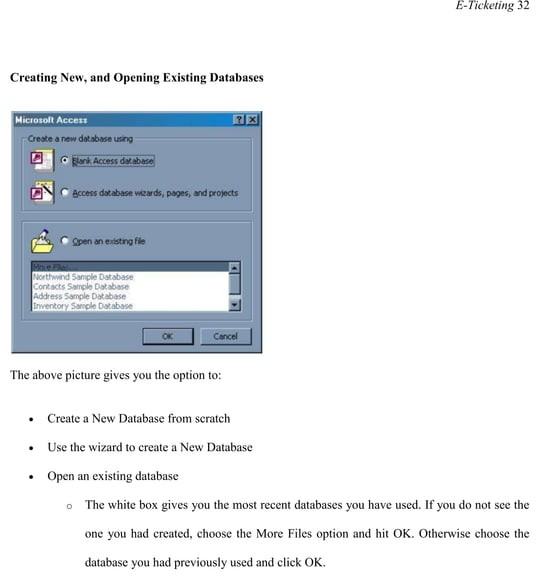 E-Ticketing 32
Creating New, and Opening Existing Databases
Microsoft Access
Create a new database using
Blank Access database
Access database wizards, pages, and projects
Open an existing file
More Files...
Northwind Sample Database
Contacts Sample Database
Address Sample Database
Inventory Sample Database
OK Cancel
The above picture gives you the option to:
• Create a New Database from scratch
• Use the wizard to create a New Database
• Open an existing database
o The white box gives you the most recent databases you have used. If you do not see the
one you had created, choose the More Files option and hit OK. Otherwise choose the
database you had previously used and click OK.